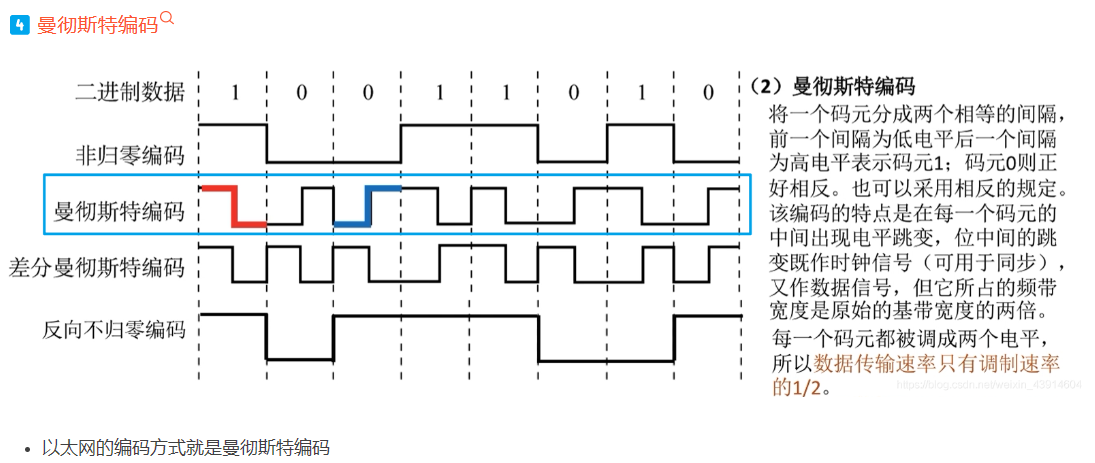 4 曼彻斯特编码
二进制数据 1 0 0 1 1 0 1 0
非归零编码
曼彻斯特编码
差分曼彻斯特编码
反向不归零编码
（2）曼彻斯特编码
将一个码元分成两个相等的间隔，
前一个间隔为低电平后一个间隔
为高电平表示码元1；码元0则正
好相反。也可以采用相反的规定。
该编码的特点是在每一个码元的
中间出现电平跳变，位中间的跳
变既作时钟信号（可用于同步），
又作数据信号，但它所占的频带
宽度是原始的基带宽度的两倍。
每一个码元都被调成两个电平，
所以数据传输速率只有调制速率
的1/2。
以太网的编码方式就是曼彻斯特编码